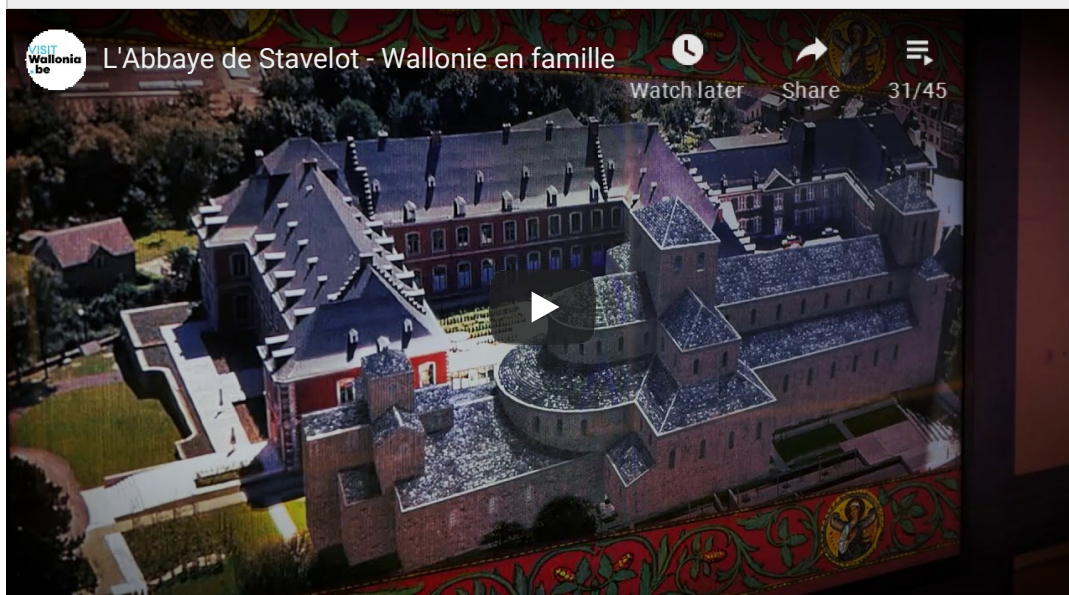 VISIT
Wallonia
.be
L'Abbaye de Stavelot - Wallonie en famille
Watch later
Share
31/45